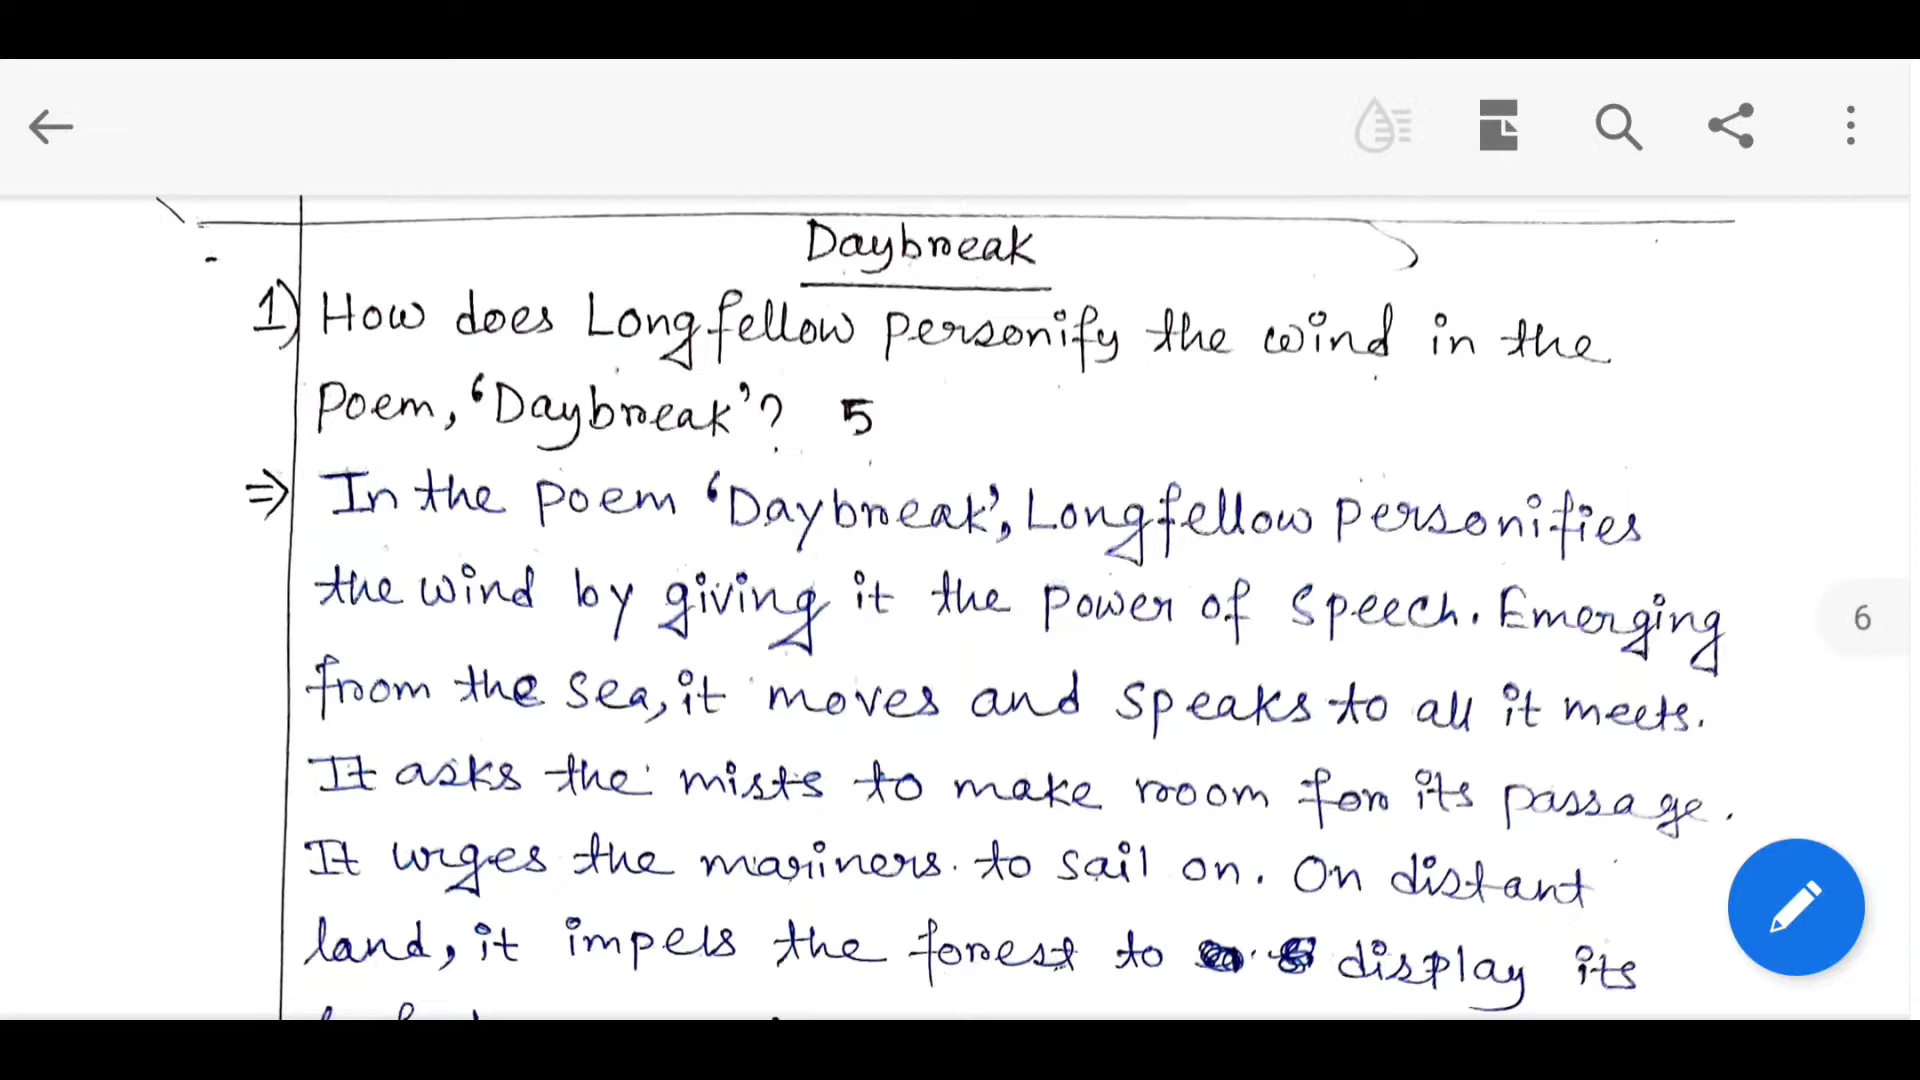 Daybreak
1) How does Longfellow personify the wind in the
Poem, ‘Daybreak’? 5
⇒ In the poem ‘Daybreak’, Longfellow personifies
the wind by giving it the power of speech. Emerging
from the sea, it moves and speaks to all it meets.
It asks the mists to make room for its passage.
It urges the mariners to sail on. On distant
land, it impels the forest to display its
6